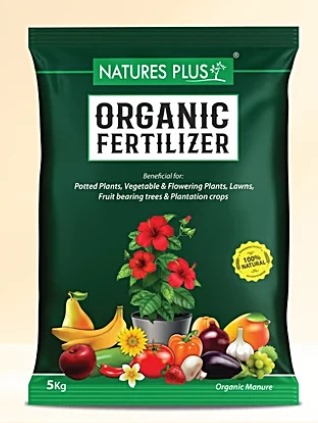 NATURES PLUS
®
ORGANIC
FERTILIZER
Beneficial for:
Potted Plants, Vegetable & Flowering Plants, Lawns,
Fruit bearing trees & Plantation crops
100%
NATURAL
5Kg
Organic Manure